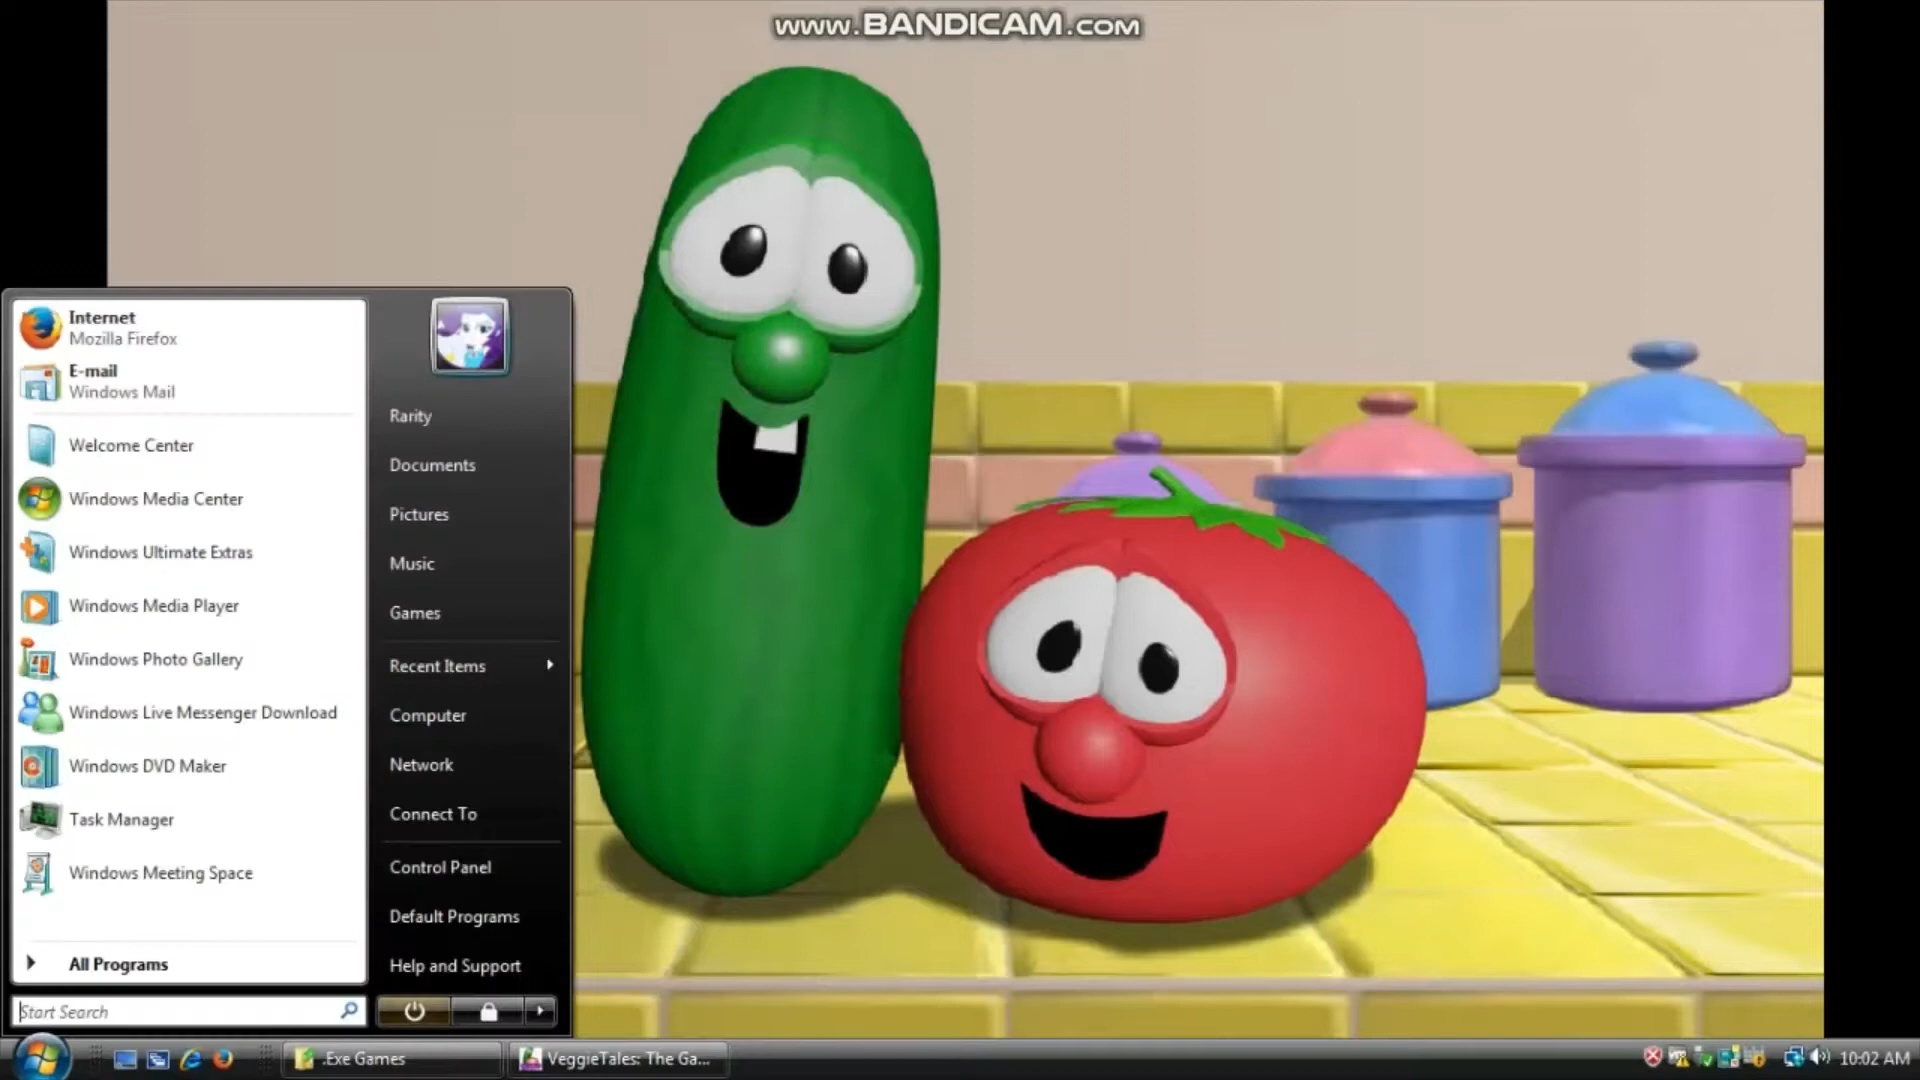 www.BANDICAM.com
Internet
Mozilla Firefox
E-mail
Windows Mail
Welcome Center
Windows Media Center
Windows Ultimate Extras
Windows Media Player
Windows Photo Gallery
Windows Live Messenger Download
Windows DVD Maker
Task Manager
Windows Meeting Space
All Programs
Start Search
Rarity
Documents
Pictures
Music
Games
Recent Items
Computer
Network
Connect To
Control Panel
Default Programs
Help and Support
.Exe Games
VeggieTales: The Ga...
10:02 AM